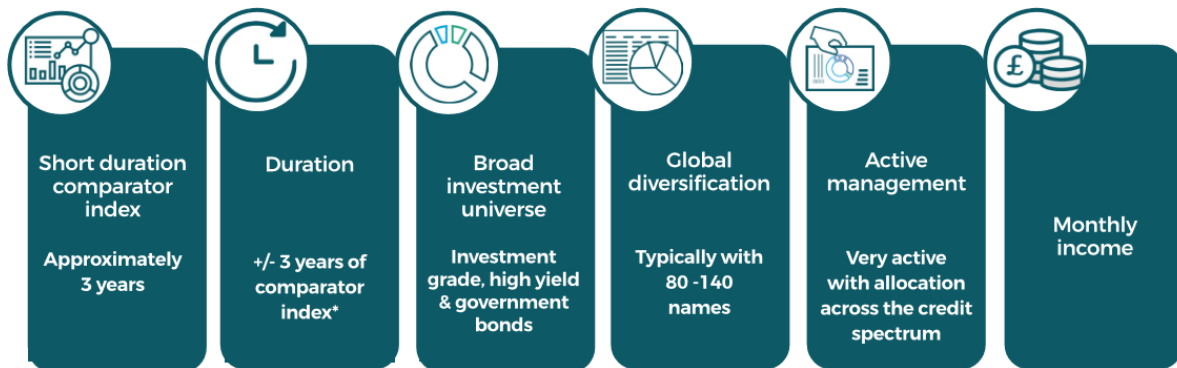 Short duration
comparator
index
Approximately
3 years
Duration
+/- 3 years of
comparator
index*
Broad
investment
universe
Investment
grade, high yield
& government
bonds
Global
diversification
Typically with
80 -140
names
Active
management
Very active
with allocation
across the credit
spectrum
£
Monthly
income